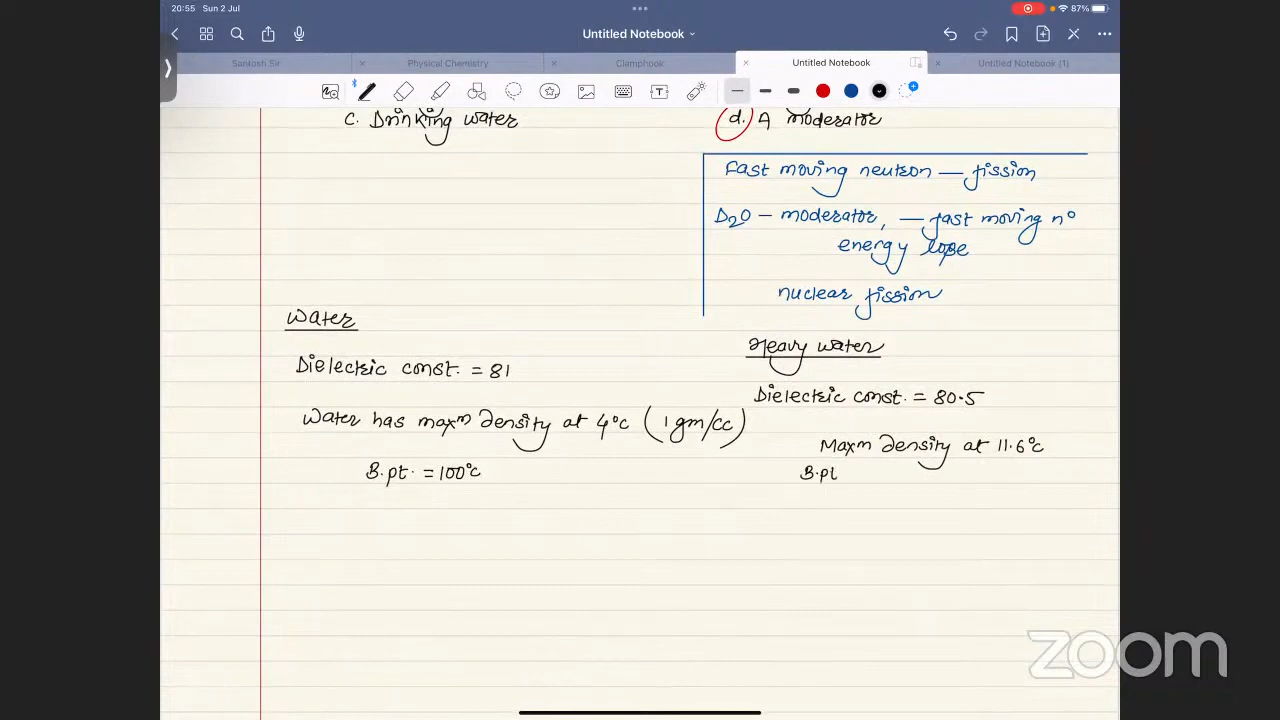 20:55 Sun 2 Jul
87%
Untitled Notebook
Santosh Sir
Physical Chemistry
Clamphook
Untitled Notebook
Untitled Notebook (1)
c. Drinking water
d. A moderator
Fast moving neutron — fission
D2O – moderator, — fast moving n°
energy
nuclear fission
Water
Heavy water
Dielectric const. = 81
Dielectric const. = 80.5
Water has maxm density at 4°c (1 gm/cc)
Maxm density at 11.6°c
B.pt. = 100°c
B.pt
zoom